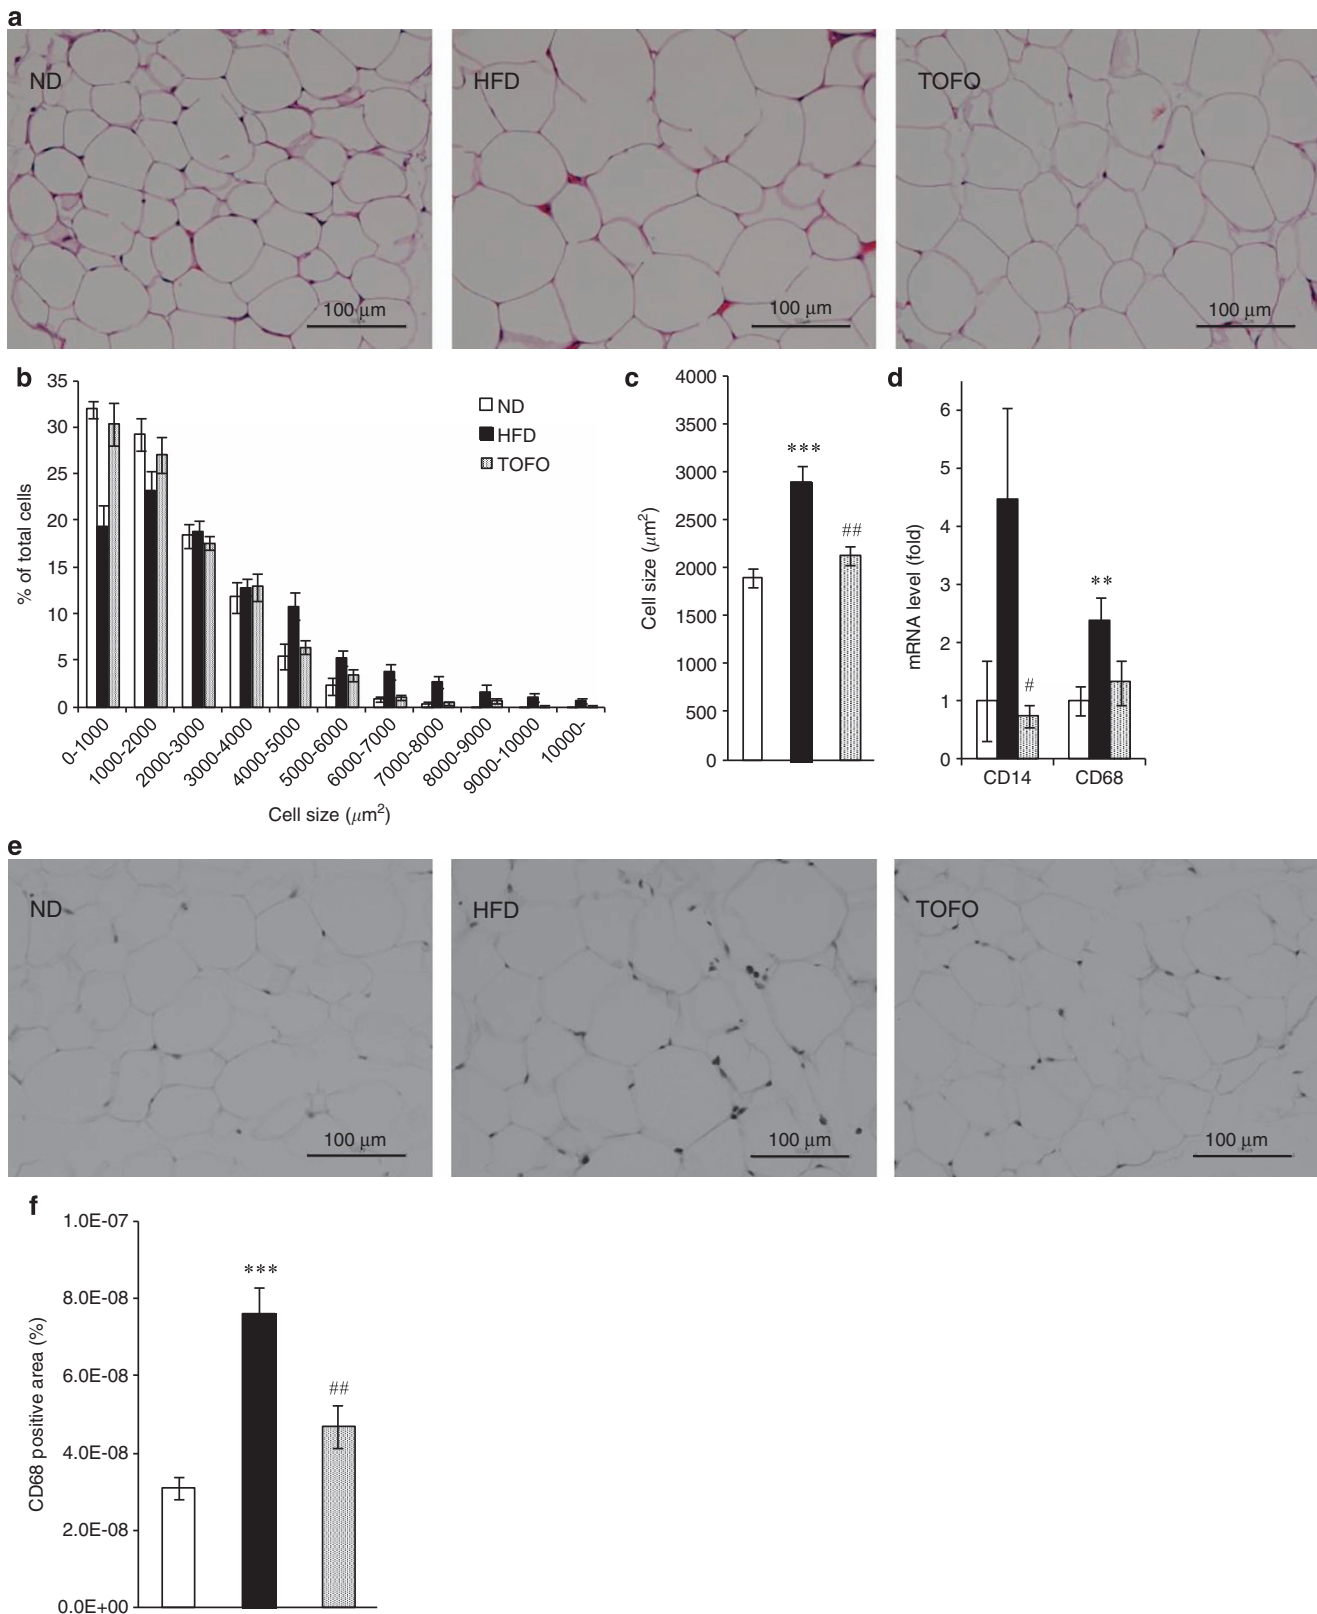 a
ND
HFD
TOFO
100 μm
100 μm
100 μm
b
35
30
25
20
15
10
5
0
% of total cells
ND
HFD
TOFO
0-1000
1000-2000
2000-3000
3000-4000
4000-5000
5000-6000
6000-7000
7000-8000
8000-9000
9000-10000
10000-
Cell size (μm²)
c
4000
3500
3000
2500
2000
1500
1000
500
0
Cell size (μm²)
***
##
d
6
5
4
3
2
1
0
mRNA level (fold)
#
**
CD14
CD68
e
ND
HFD
TOFO
100 μm
100 μm
100 μm
f
1.0E-07
8.0E-08
6.0E-08
4.0E-08
2.0E-08
0.0E+00
CD68 positive area (%)
***
##